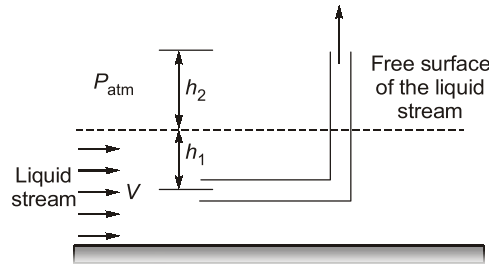 P_atm
h_2
Free surface
of the liquid
stream
h_1
Liquid
stream
V